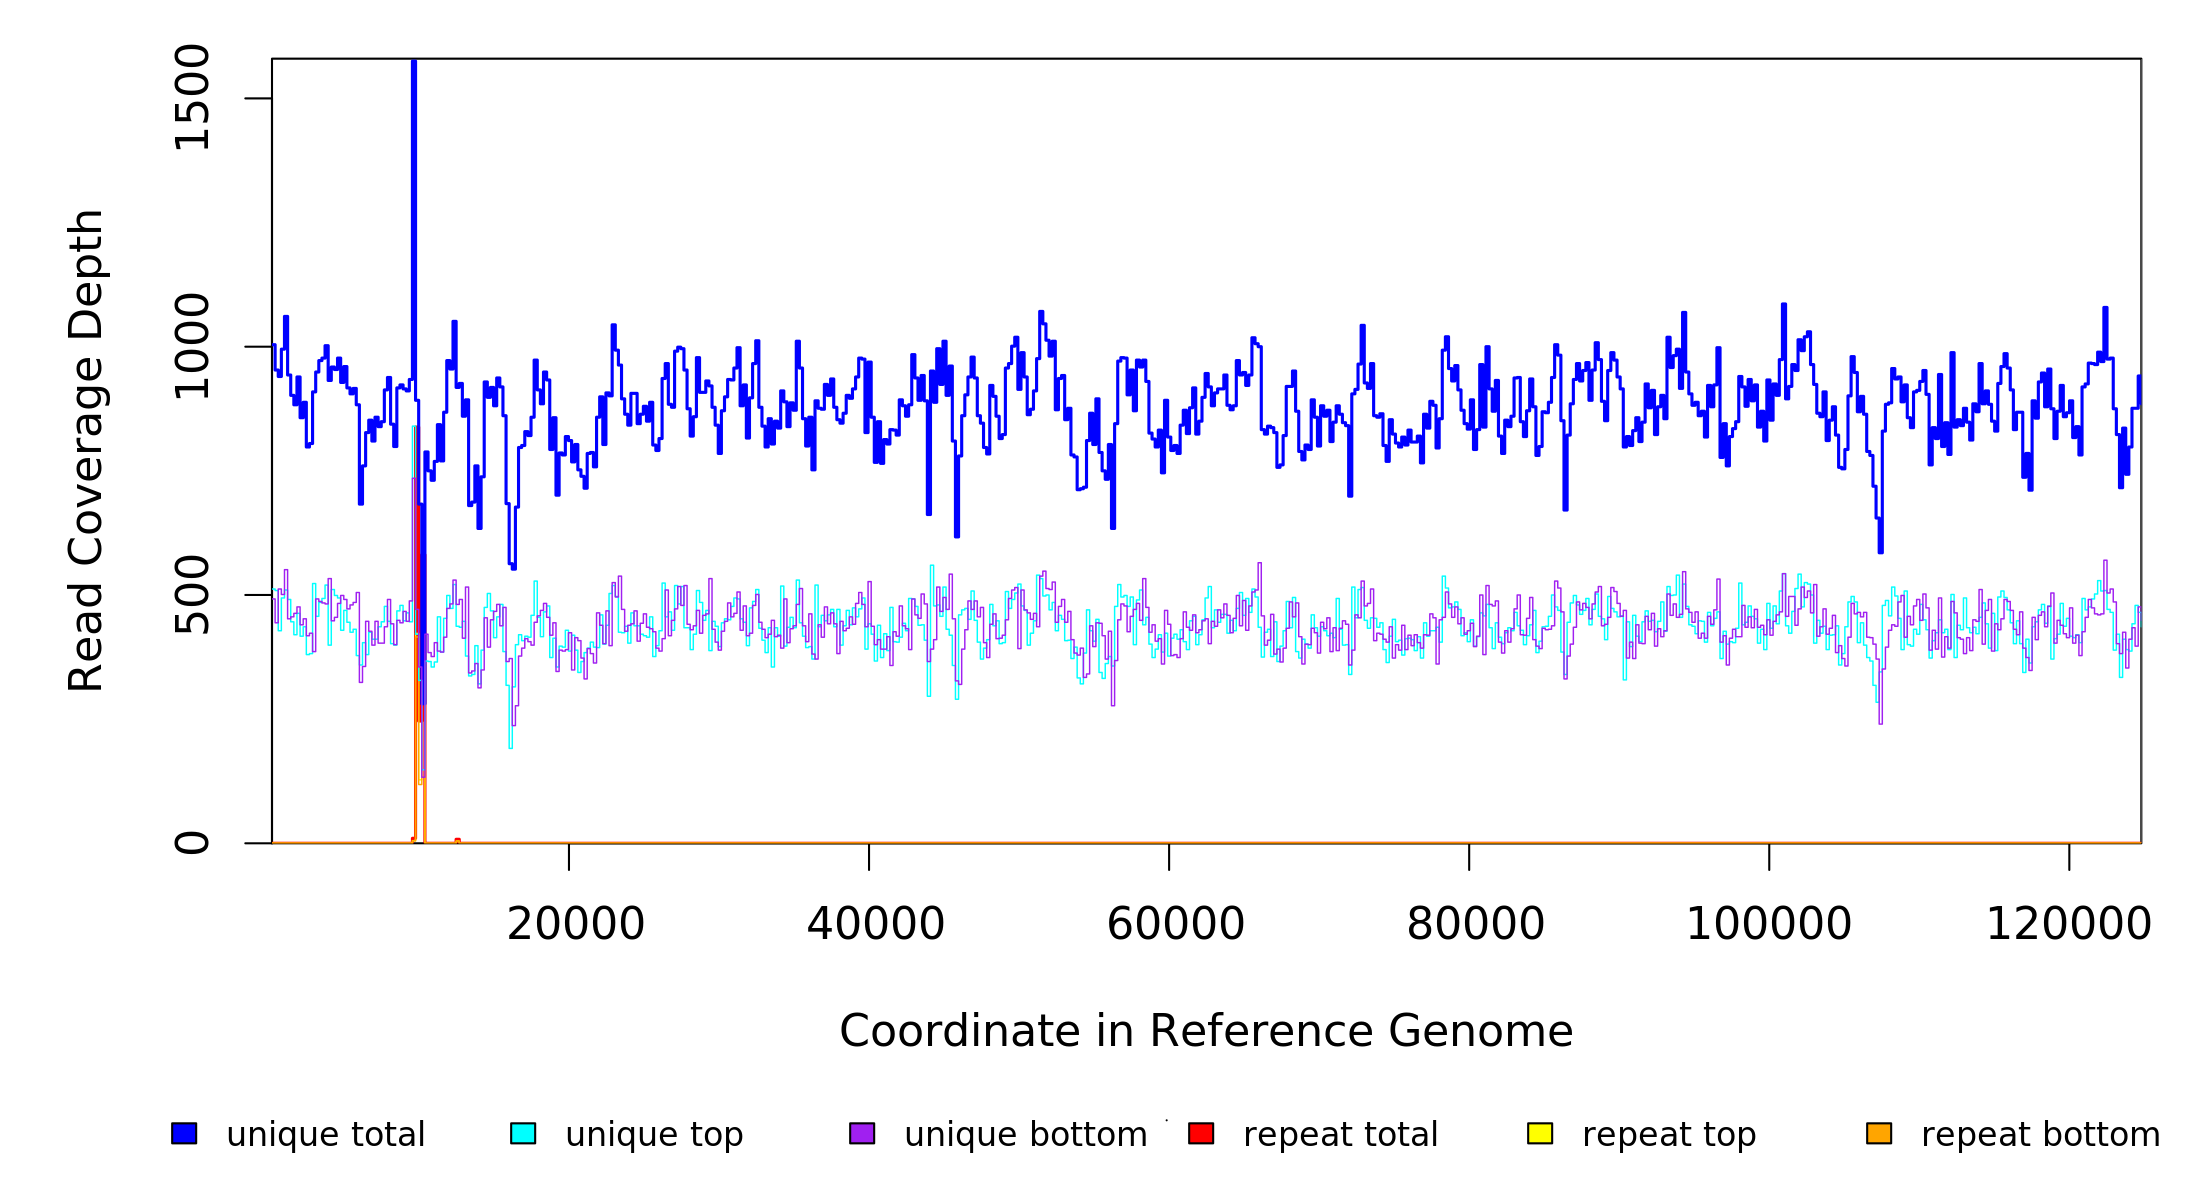 1500
1000
500
0
Read Coverage Depth
20000 40000 60000 80000 100000 120000
Coordinate in Reference Genome
unique total unique top unique bottom repeat total repeat top repeat bottom